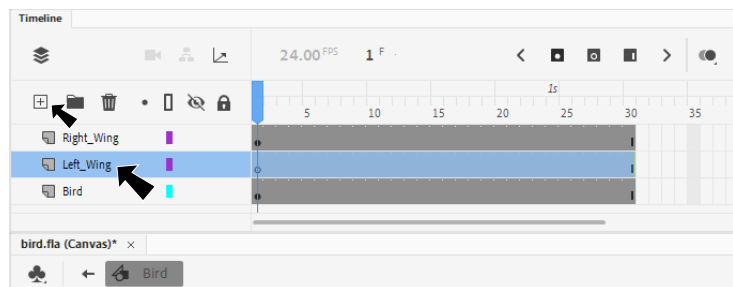 Timeline
24.00 FPS 1 F
1s
5 10 15 20 25 30 35
Right_Wing
Left_Wing
Bird
bird.fla (Canvas)* ×
Bird